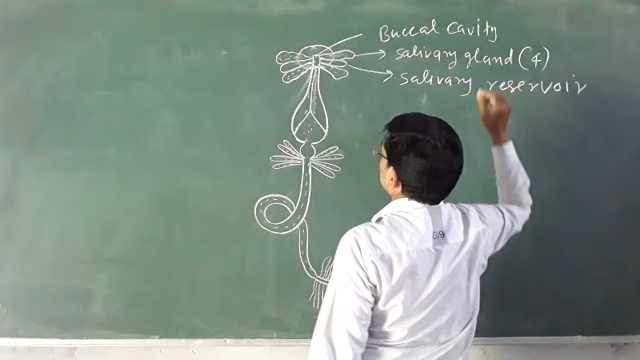 Buccal cavity
salivary gland (4)
salivary reservoir